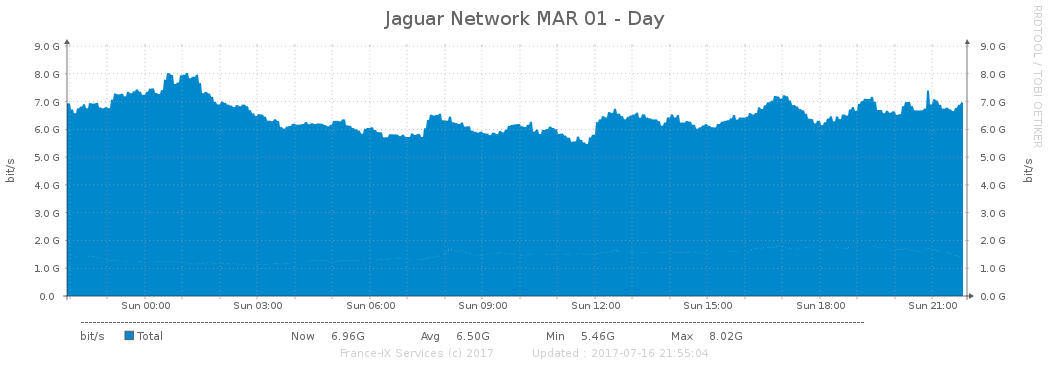 Jaguar Network MAR 01 - Day
RRDTOOL / TOBI OETIKER
bit/s
9.0 G 9.0 G
8.0 G 8.0 G
7.0 G 7.0 G
6.0 G 6.0 G
5.0 G 5.0 G
4.0 G 4.0 G
3.0 G 3.0 G
2.0 G 2.0 G
1.0 G 1.0 G
0.0 0.0 G
bit/s
Sun 00:00 Sun 03:00 Sun 06:00 Sun 09:00 Sun 12:00 Sun 15:00 Sun 18:00 Sun 21:00
bit/s Total Now 6.96G Avg 6.50G Min 5.46G Max 8.02G
France-IX Services (c) 2017 Updated : 2017-07-16 21:55:04